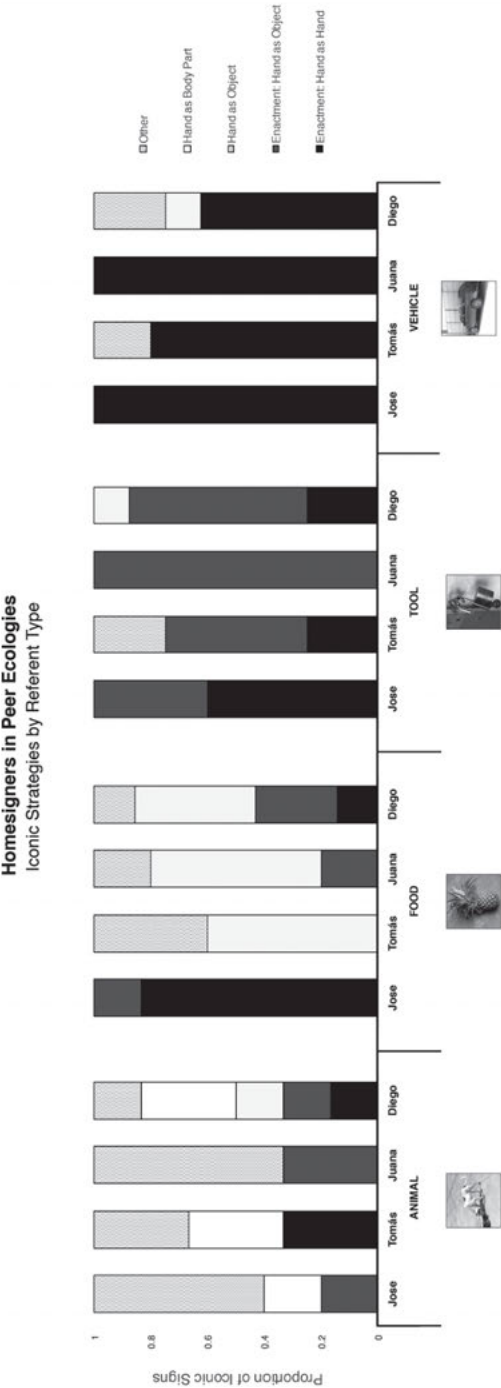 Homesigners in Peer Ecologies
Iconic Strategies by Referent Type
Proportion of Iconic Signs
1
0.8
0.6
0.4
0.2
0
Jose Tomás Juana Diego
ANIMAL
Jose Tomás Juana Diego
FOOD
Jose Tomás Juana Diego
TOOL
Jose Tomás Juana Diego
VEHICLE
Other
Hand as Body Part
Hand as Object
Enactment: Hand as Object
Enactment: Hand as Hand